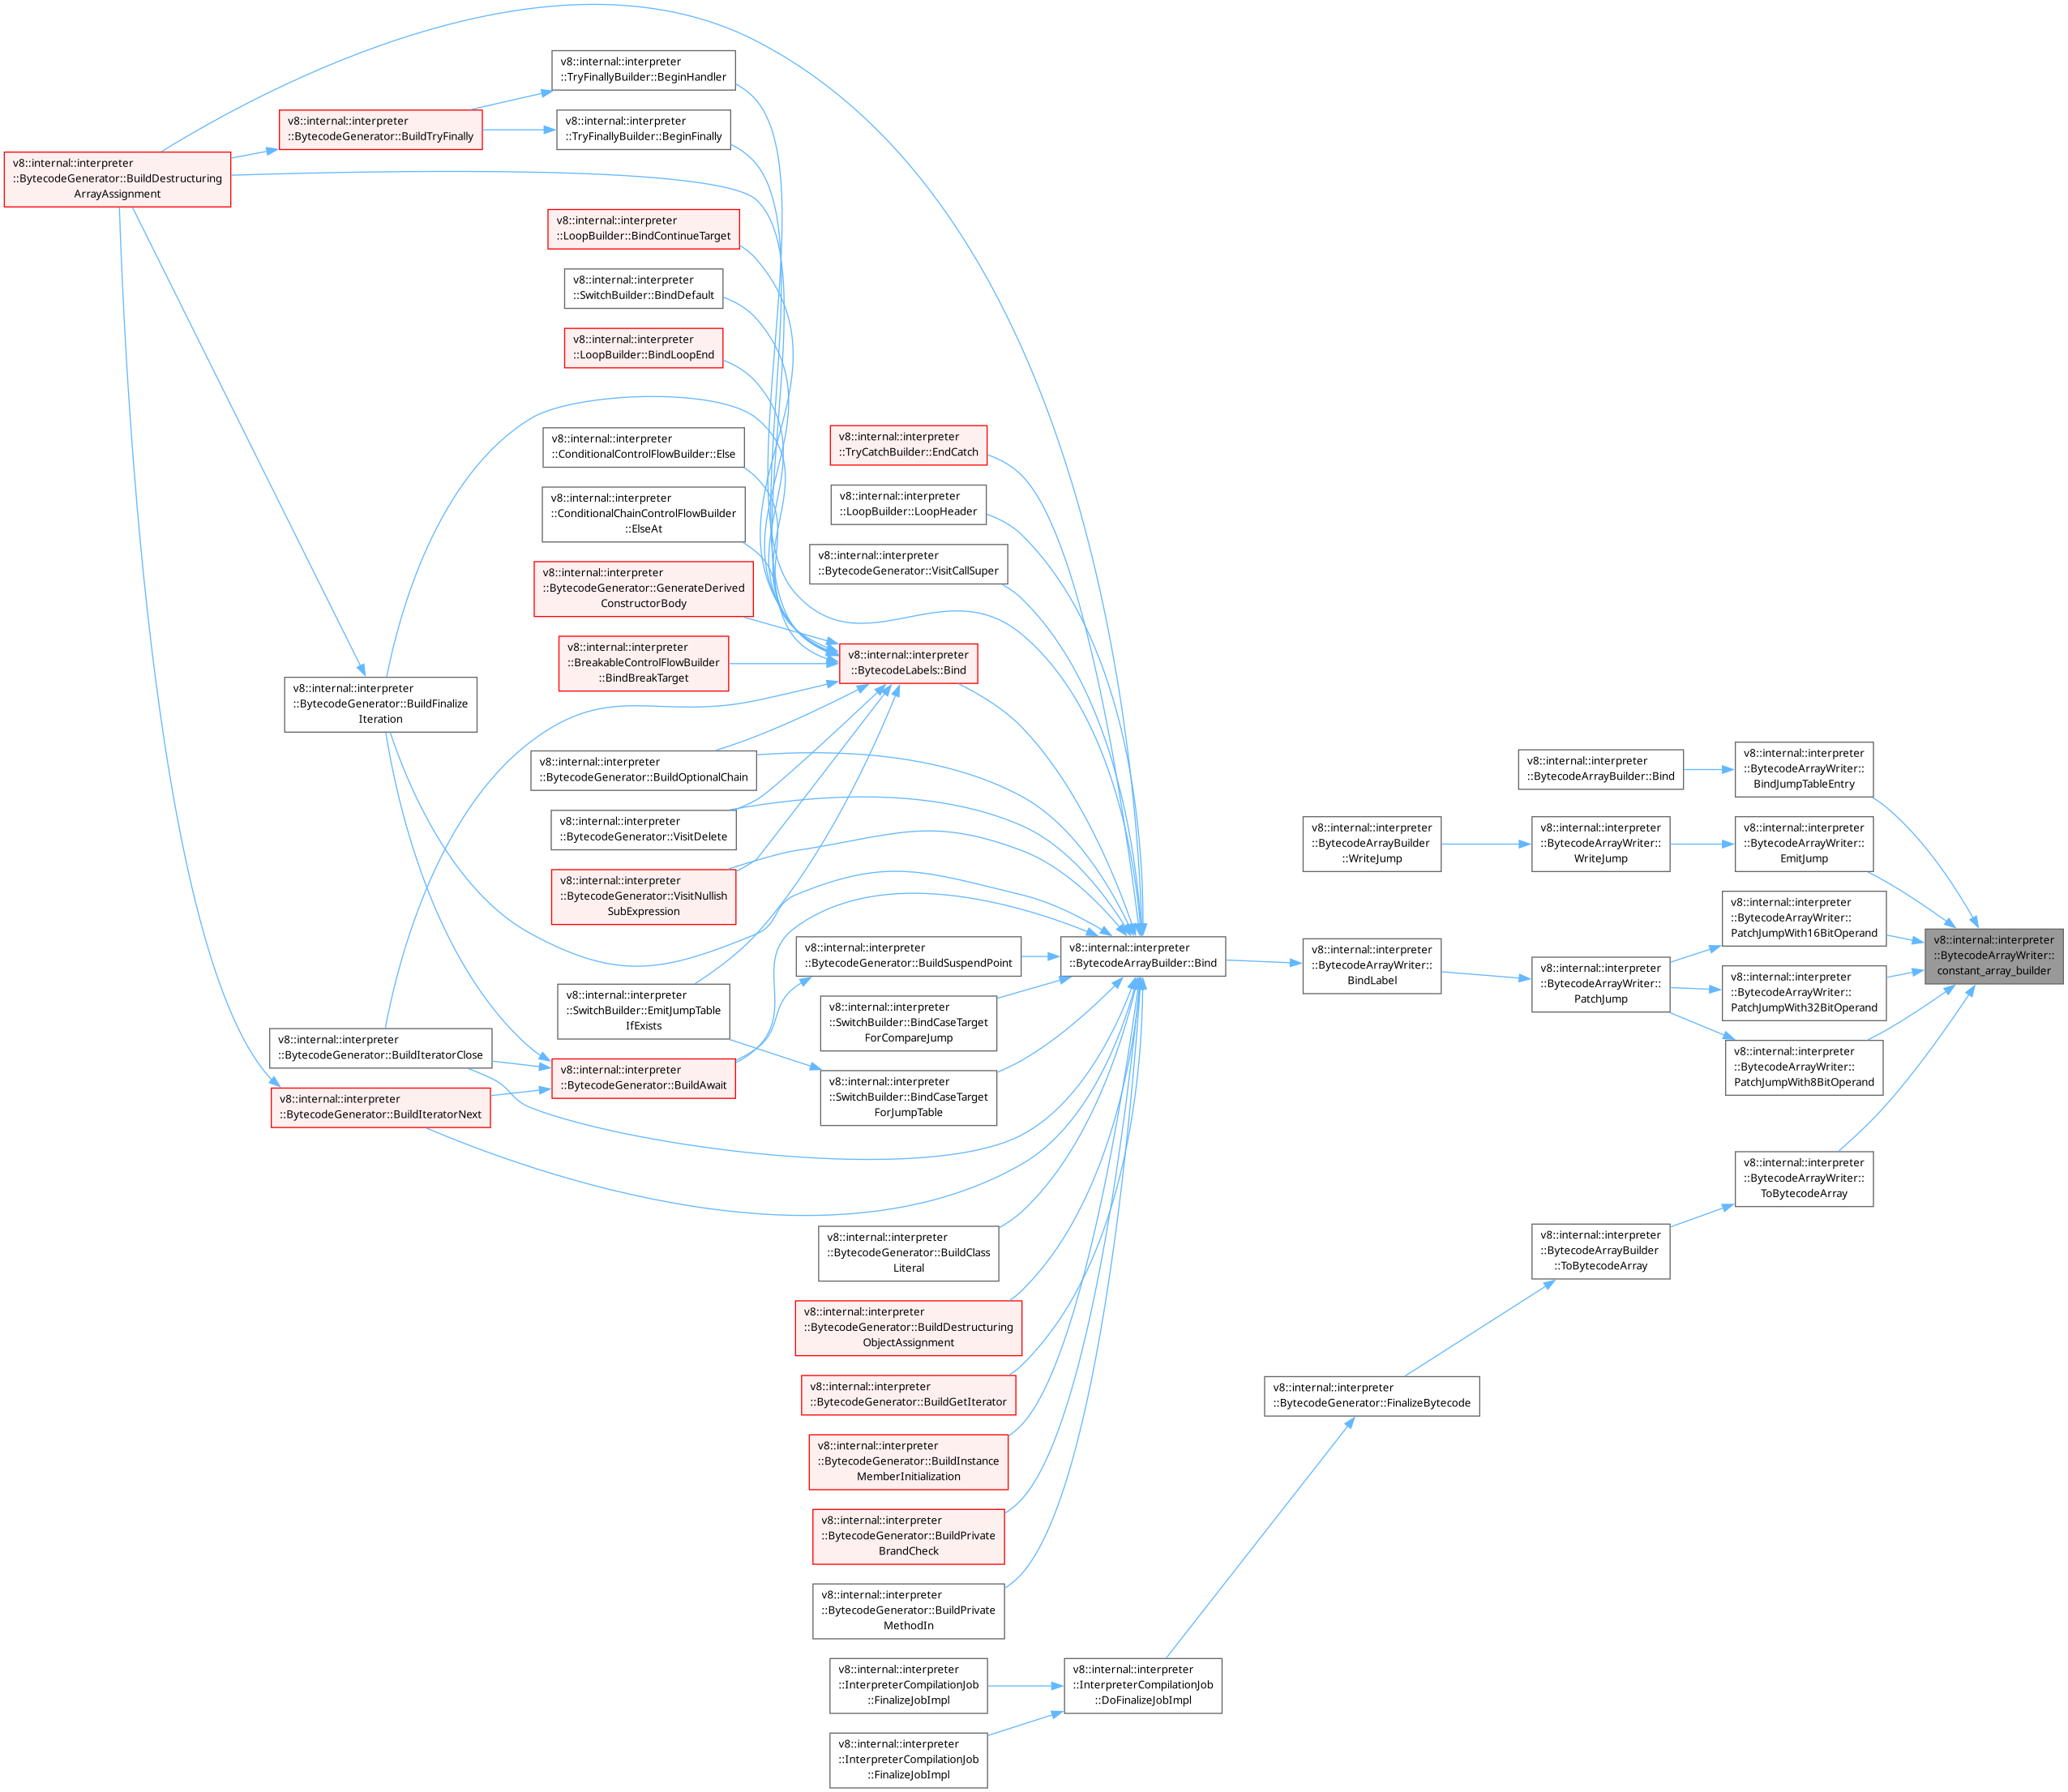 v8::internal::interpreter
::TryFinallyBuilder::BeginHandler
v8::internal::interpreter
::BytecodeGenerator::BuildTryFinally
v8::internal::interpreter
::TryFinallyBuilder::BeginFinally
v8::internal::interpreter
::BytecodeGenerator::BuildDestructuring
ArrayAssignment
v8::internal::interpreter
::LoopBuilder::BindContinueTarget
v8::internal::interpreter
::SwitchBuilder::BindDefault
v8::internal::interpreter
::LoopBuilder::BindLoopEnd
v8::internal::interpreter
::ConditionalControlFlowBuilder::Else
v8::internal::interpreter
::TryCatchBuilder::EndCatch
v8::internal::interpreter
::ConditionalChainControlFlowBuilder
::ElseAt
v8::internal::interpreter
::LoopBuilder::LoopHeader
v8::internal::interpreter
::BytecodeGenerator::VisitCallSuper
v8::internal::interpreter
::BytecodeGenerator::GenerateDerived
ConstructorBody
v8::internal::interpreter
::BreakableControlFlowBuilder
::BindBreakTarget
v8::internal::interpreter
::BytecodeLabels::Bind
v8::internal::interpreter
::BytecodeGenerator::BuildFinalize
Iteration
v8::internal::interpreter
::BytecodeGenerator::BuildOptionalChain
v8::internal::interpreter
::BytecodeArrayBuilder::Bind
v8::internal::interpreter
::BytecodeArrayWriter::
BindJumpTableEntry
v8::internal::interpreter
::BytecodeGenerator::VisitDelete
v8::internal::interpreter
::BytecodeArrayBuilder
::WriteJump
v8::internal::interpreter
::BytecodeArrayWriter::
WriteJump
v8::internal::interpreter
::BytecodeArrayWriter::
EmitJump
v8::internal::interpreter
::BytecodeGenerator::VisitNullish
SubExpression
v8::internal::interpreter
::BytecodeArrayWriter::
PatchJumpWith16BitOperand
v8::internal::interpreter
::BytecodeArrayWriter::
constant_array_builder
v8::internal::interpreter
::BytecodeGenerator::BuildSuspendPoint
v8::internal::interpreter
::BytecodeArrayBuilder::Bind
v8::internal::interpreter
::BytecodeArrayWriter::
BindLabel
v8::internal::interpreter
::BytecodeArrayWriter::
PatchJump
v8::internal::interpreter
::BytecodeArrayWriter::
PatchJumpWith32BitOperand
v8::internal::interpreter
::SwitchBuilder::EmitJumpTable
IfExists
v8::internal::interpreter
::SwitchBuilder::BindCaseTarget
ForCompareJump
v8::internal::interpreter
::BytecodeGenerator::BuildIteratorClose
v8::internal::interpreter
::BytecodeArrayWriter::
PatchJumpWith8BitOperand
v8::internal::interpreter
::BytecodeGenerator::BuildAwait
v8::internal::interpreter
::SwitchBuilder::BindCaseTarget
ForJumpTable
v8::internal::interpreter
::BytecodeGenerator::BuildIteratorNext
v8::internal::interpreter
::BytecodeArrayWriter::
ToBytecodeArray
v8::internal::interpreter
::BytecodeGenerator::BuildClass
Literal
v8::internal::interpreter
::BytecodeArrayBuilder
::ToBytecodeArray
v8::internal::interpreter
::BytecodeGenerator::BuildDestructuring
ObjectAssignment
v8::internal::interpreter
::BytecodeGenerator::BuildGetIterator
v8::internal::interpreter
::BytecodeGenerator::FinalizeBytecode
v8::internal::interpreter
::BytecodeGenerator::BuildInstance
MemberInitialization
v8::internal::interpreter
::BytecodeGenerator::BuildPrivate
BrandCheck
v8::internal::interpreter
::BytecodeGenerator::BuildPrivate
MethodIn
v8::internal::interpreter
::InterpreterCompilationJob
::FinalizeJobImpl
v8::internal::interpreter
::InterpreterCompilationJob
::DoFinalizeJobImpl
v8::internal::interpreter
::InterpreterCompilationJob
::FinalizeJobImpl